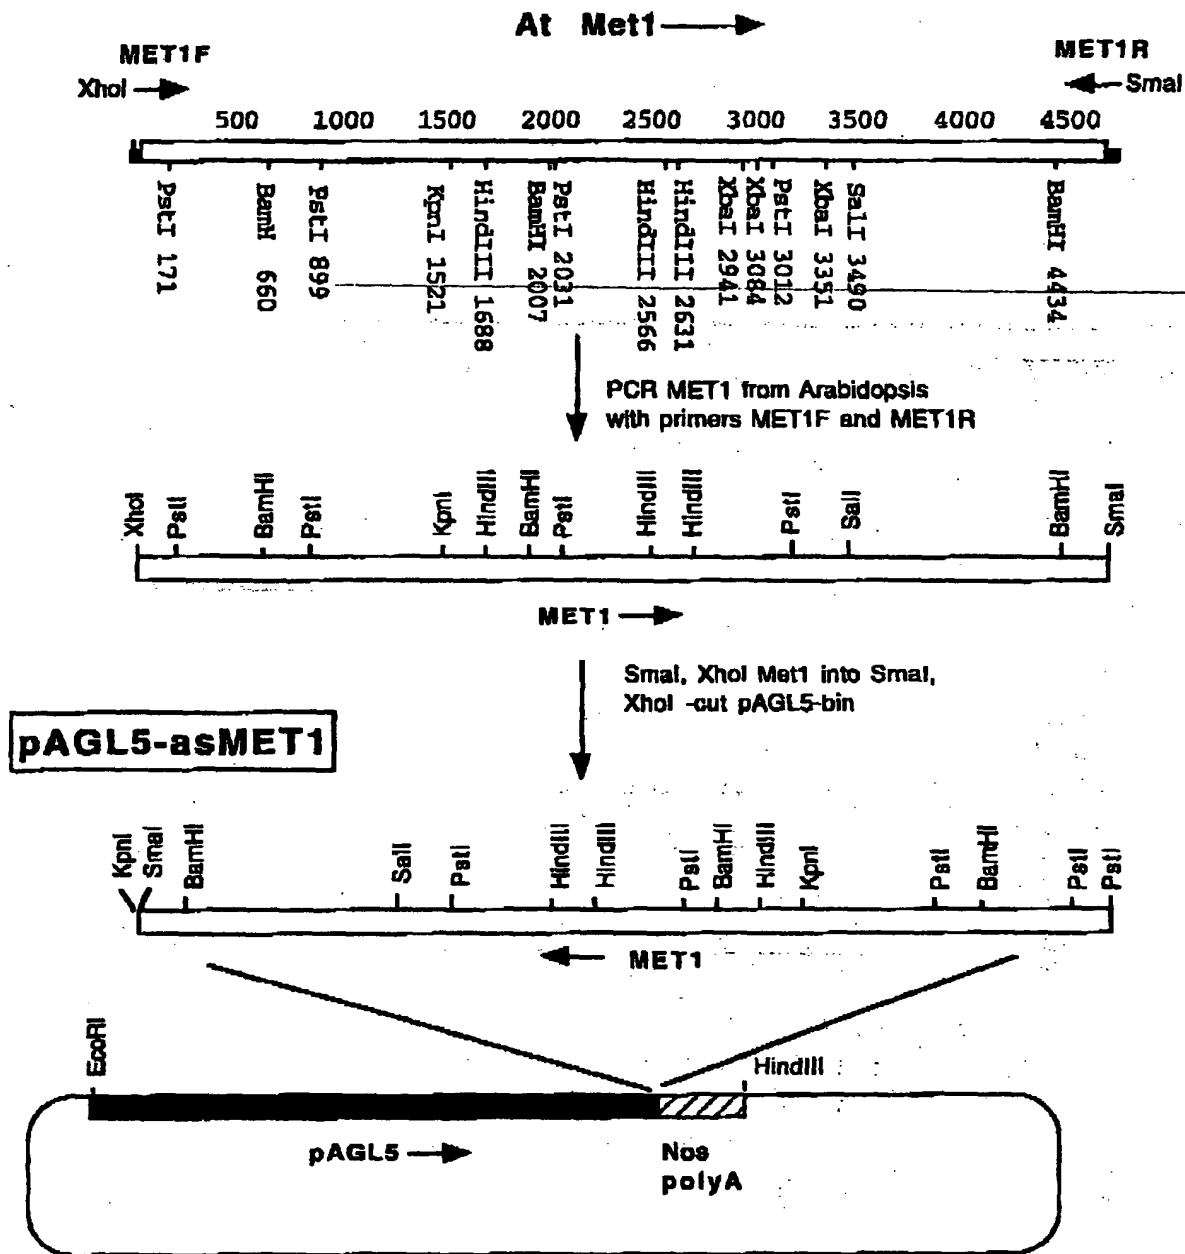 At Met1
MET1F
MET1R
XhoI
SmaI
500 1000 1500 2000 2500 3000 3500 4000 4500
PstI 171
BamH 660
PstI 899
KpnI 1521
HindIII 1688
BamHI 2007
PstI 2031
HindIII 2566
HindIII 2631
XbaI 2941
XbaI 3084
PstI 3012
XbaI 3351
SalI 3490
BamHI 4434
PCR MET1 from Arabidopsis
with primers MET1F and MET1R
XhoI PstI BamHI PstI KpnI HindIII BamHI PstI HindIII HindIII PstI SalI BamHI SmaI
MET1
SmaI, XhoI Met1 into SmaI,
XhoI -cut pAGL5-bin
pAGL5-asMET1
KpnI SmaI BamHI SalI PstI HindIII HindIII PstI BamHI HindIII KpnI PstI BamHI PstI PstI
MET1
EcoRI
HindIII
pAGL5
Nos
polyA